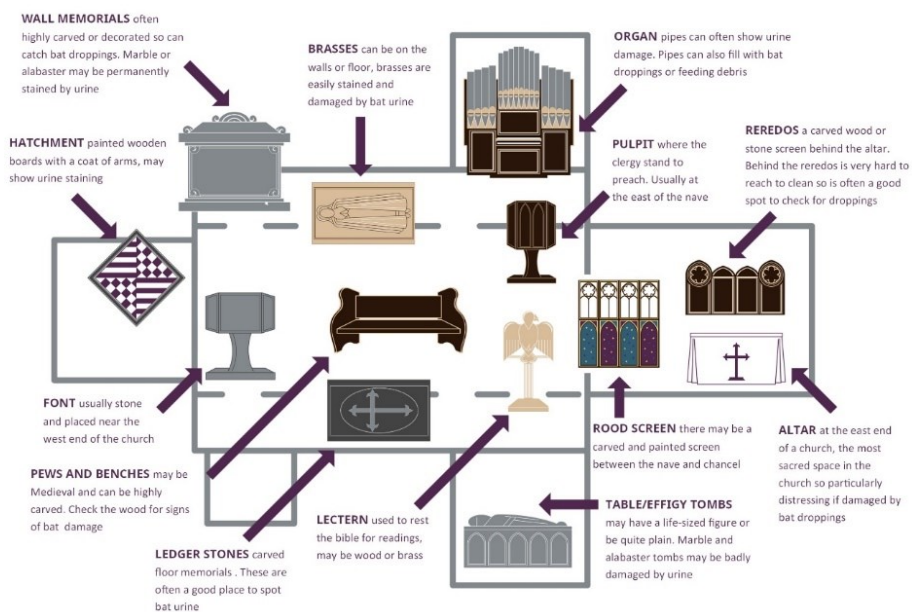 WALL MEMORIALS often
highly carved or decorated so can
catch bat droppings. Marble or
alabaster may be permanently
stained by urine
BRASSES can be on the
walls or floor, brasses are
easily stained and
damaged by bat urine
ORGAN pipes can often show urine
damage. Pipes can also fill with bat
droppings or feeding debris
HATCHMENT painted wooden
boards with a coat of arms, may
show urine staining
PULPIT where the
clergy stand to
preach. Usually at
the east of the nave
REREDOS a carved wood or
stone screen behind the altar.
Behind the reredos is very hard to
reach to clean so is often a good
spot to check for droppings
FONT usually stone
and placed near the
west end of the church
ROOD SCREEN there may be a
carved and painted screen
between the nave and chancel
ALTAR at the east end
of a church, the most
sacred space in the
church so particularly
distressing if damaged by
bat droppings
PEWS AND BENCHES may be
Medieval and can be highly
carved. Check the wood for signs
of bat damage
LECTERN used to rest
the bible for readings,
may be wood or brass
TABLE/EFFIGY TOMBS
may have a life-sized figure or
be quite plain. Marble and
alabaster tombs may be badly
damaged by urine
LEDGER STONES carved
floor memorials . These are
often a good place to spot
bat urine